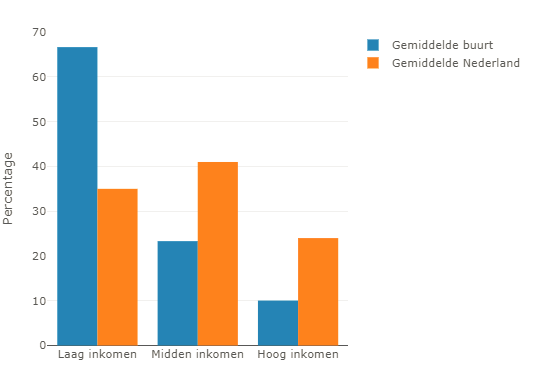 70
60
50
40
30
20
10
0
Percentage
Laag inkomen
Midden inkomen
Hoog inkomen
Gemiddelde buurt
Gemiddelde Nederland